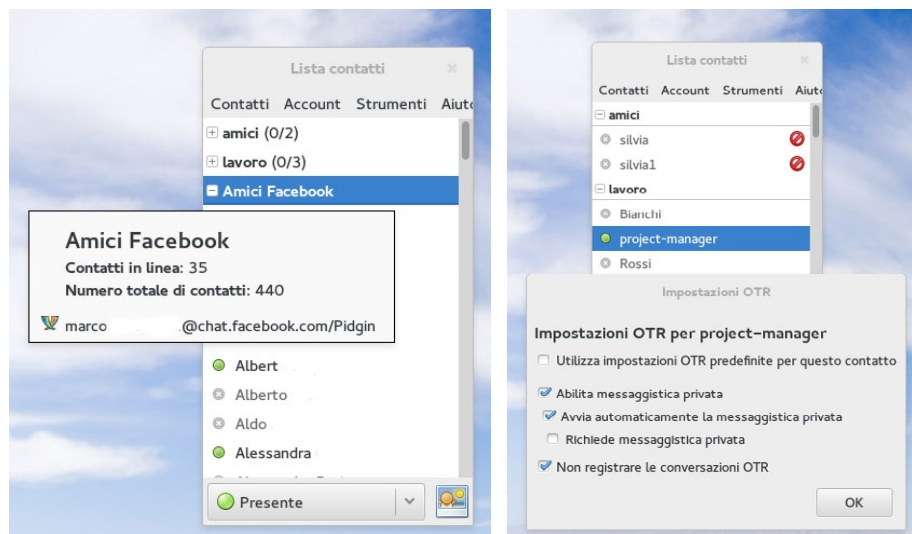 Lista contatti
Contatti Account Strumenti Aiuto
amici (0/2)
lavoro (0/3)
Amici Facebook
Amici Facebook
Contatti in linea: 35
Numero totale di contatti: 440
marco .@chat.facebook.com/Pidgin
Albert
Alberto
Aldo
Alessandra
Presente
Lista contatti
Contatti Account Strumenti Aiuto
amici
silvia
silvia1
lavoro
Bianchi
project-manager
Rossi
Impostazioni OTR
Impostazioni OTR per project-manager
Utilizza impostazioni OTR predefinite per questo contatto
Abilita messaggistica privata
Avvia automaticamente la messaggistica privata
Richiede messaggistica privata
Non registrare le conversazioni OTR
OK